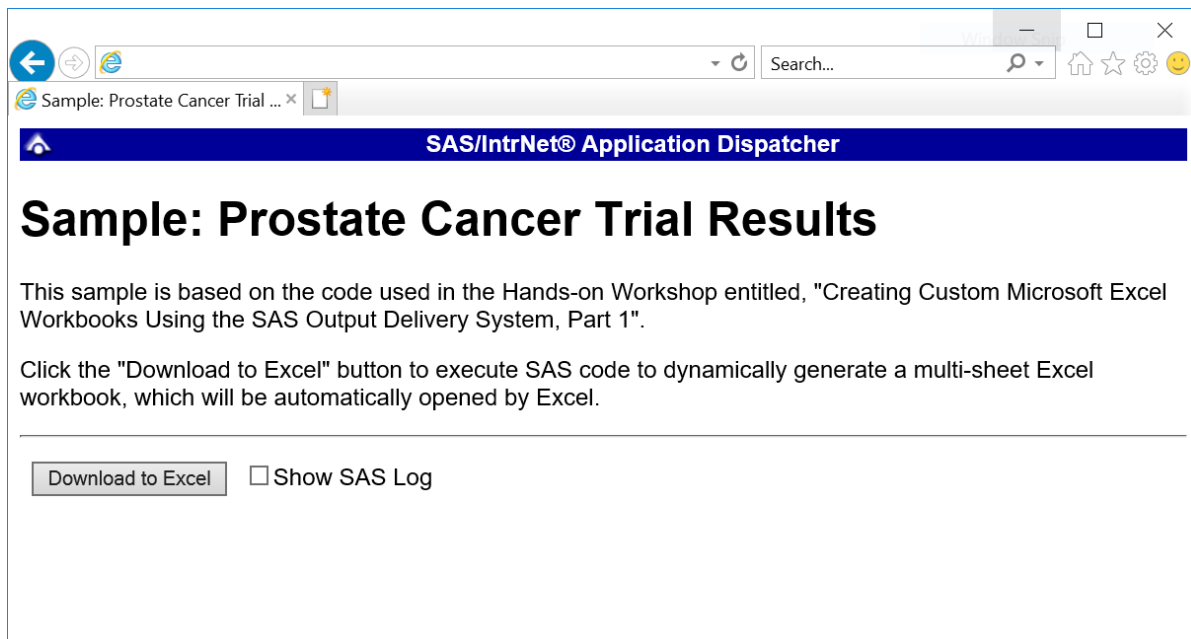 Window Snip
Search...
Sample: Prostate Cancer Trial ...
SAS/IntrNet® Application Dispatcher
Sample: Prostate Cancer Trial Results
This sample is based on the code used in the Hands-on Workshop entitled, "Creating Custom Microsoft Excel
Workbooks Using the SAS Output Delivery System, Part 1".
Click the "Download to Excel" button to execute SAS code to dynamically generate a multi-sheet Excel
workbook, which will be automatically opened by Excel.
Download to Excel Show SAS Log